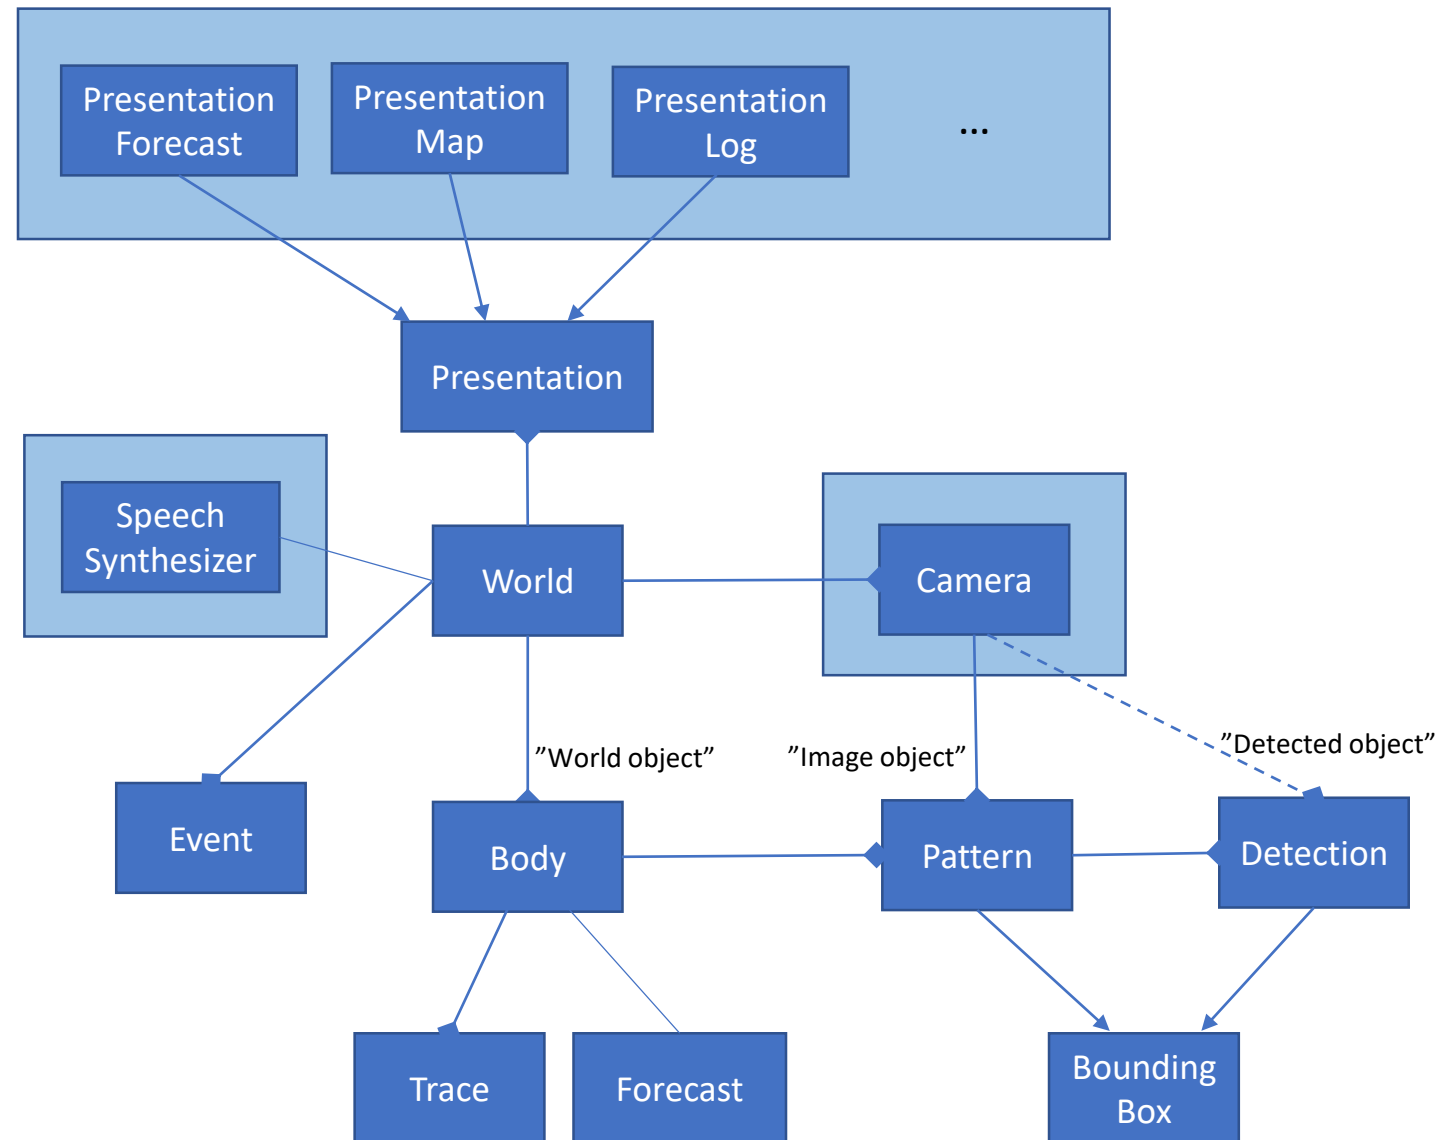 Presentation
Forecast
Presentation
Map
Presentation
Log
...
Presentation
Speech
Synthesizer
World
Camera
”World object”
”Image object”
”Detected object”
Event
Body
Pattern
Detection
Trace
Forecast
Bounding
Box